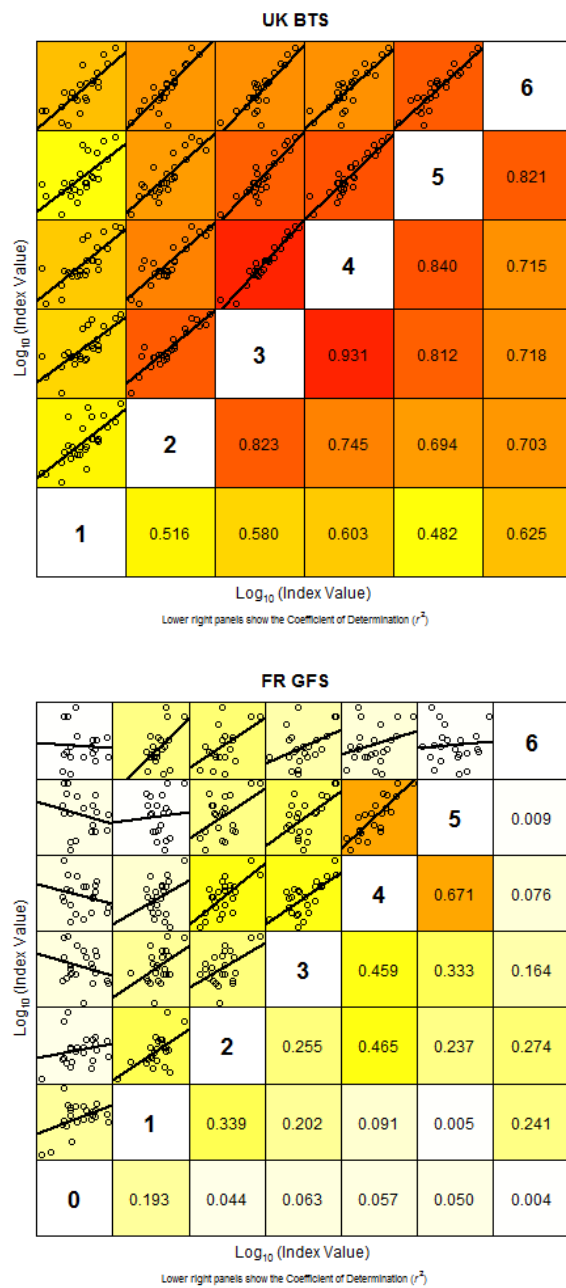 UK BTS
6
5 0.821
4 0.840 0.715
3 0.931 0.812 0.718
2 0.823 0.745 0.694 0.703
1 0.516 0.580 0.603 0.482 0.625
Log10 (Index Value)
Log10 (Index Value)
Lower right panels show the Coefficient of Determination (r²)
FR GFS
6
5 0.009
4 0.671 0.076
3 0.459 0.333 0.164
2 0.255 0.465 0.237 0.274
1 0.339 0.202 0.091 0.005 0.241
0 0.193 0.044 0.063 0.057 0.050 0.004
Log10 (Index Value)
Log10 (Index Value)
Lower right panels show the Coefficient of Determination (r²)